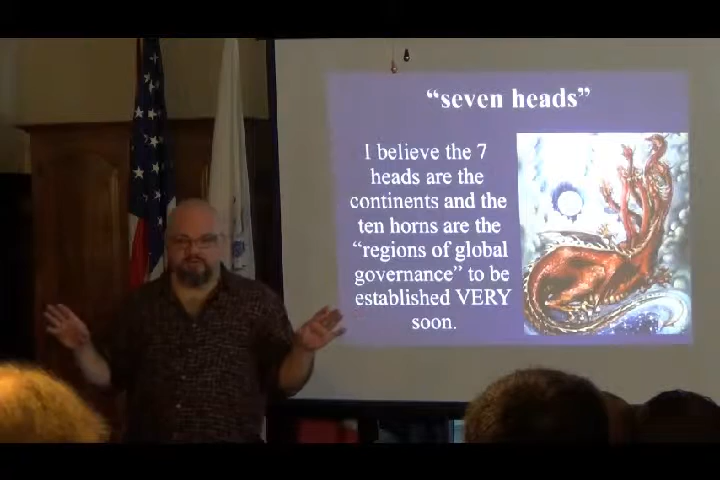 “seven heads”
I believe the 7
heads are the
continents and the
ten horns are the
“regions of global
governance” to be
established VERY
soon.